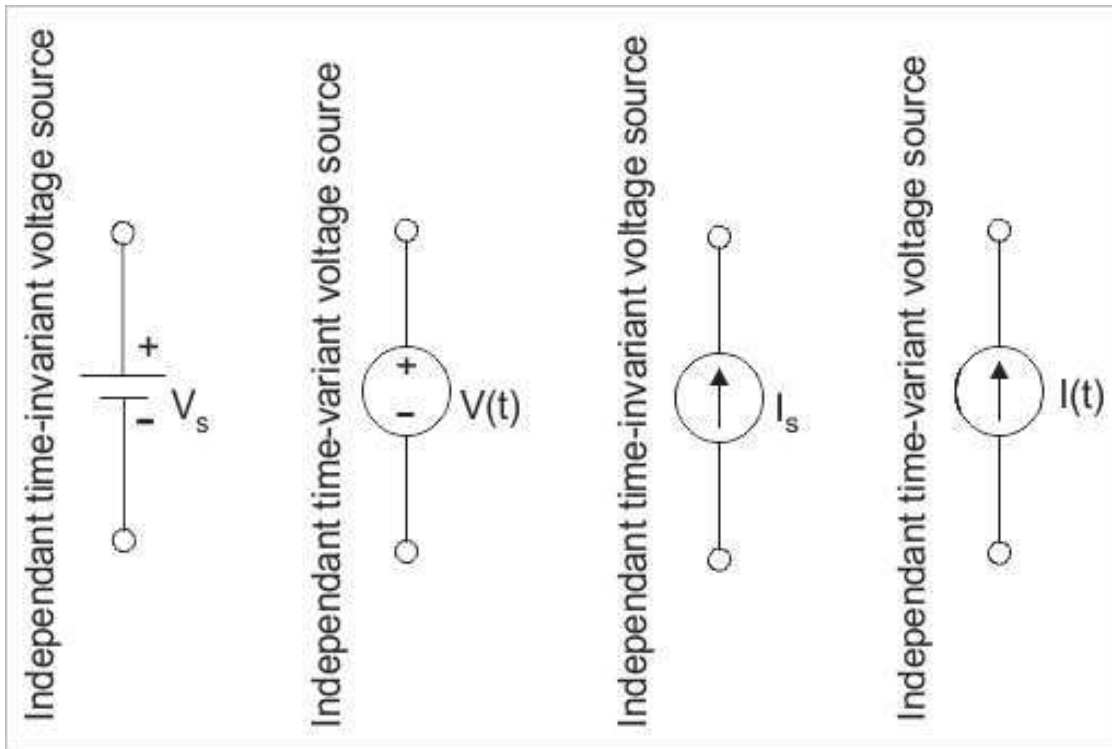 Independant time-invariant voltage source
+
-
Vs
Independant time-variant voltage source
+
-
V(t)
Independant time-invariant voltage source
Is
Independant time-variant voltage source
I(t)